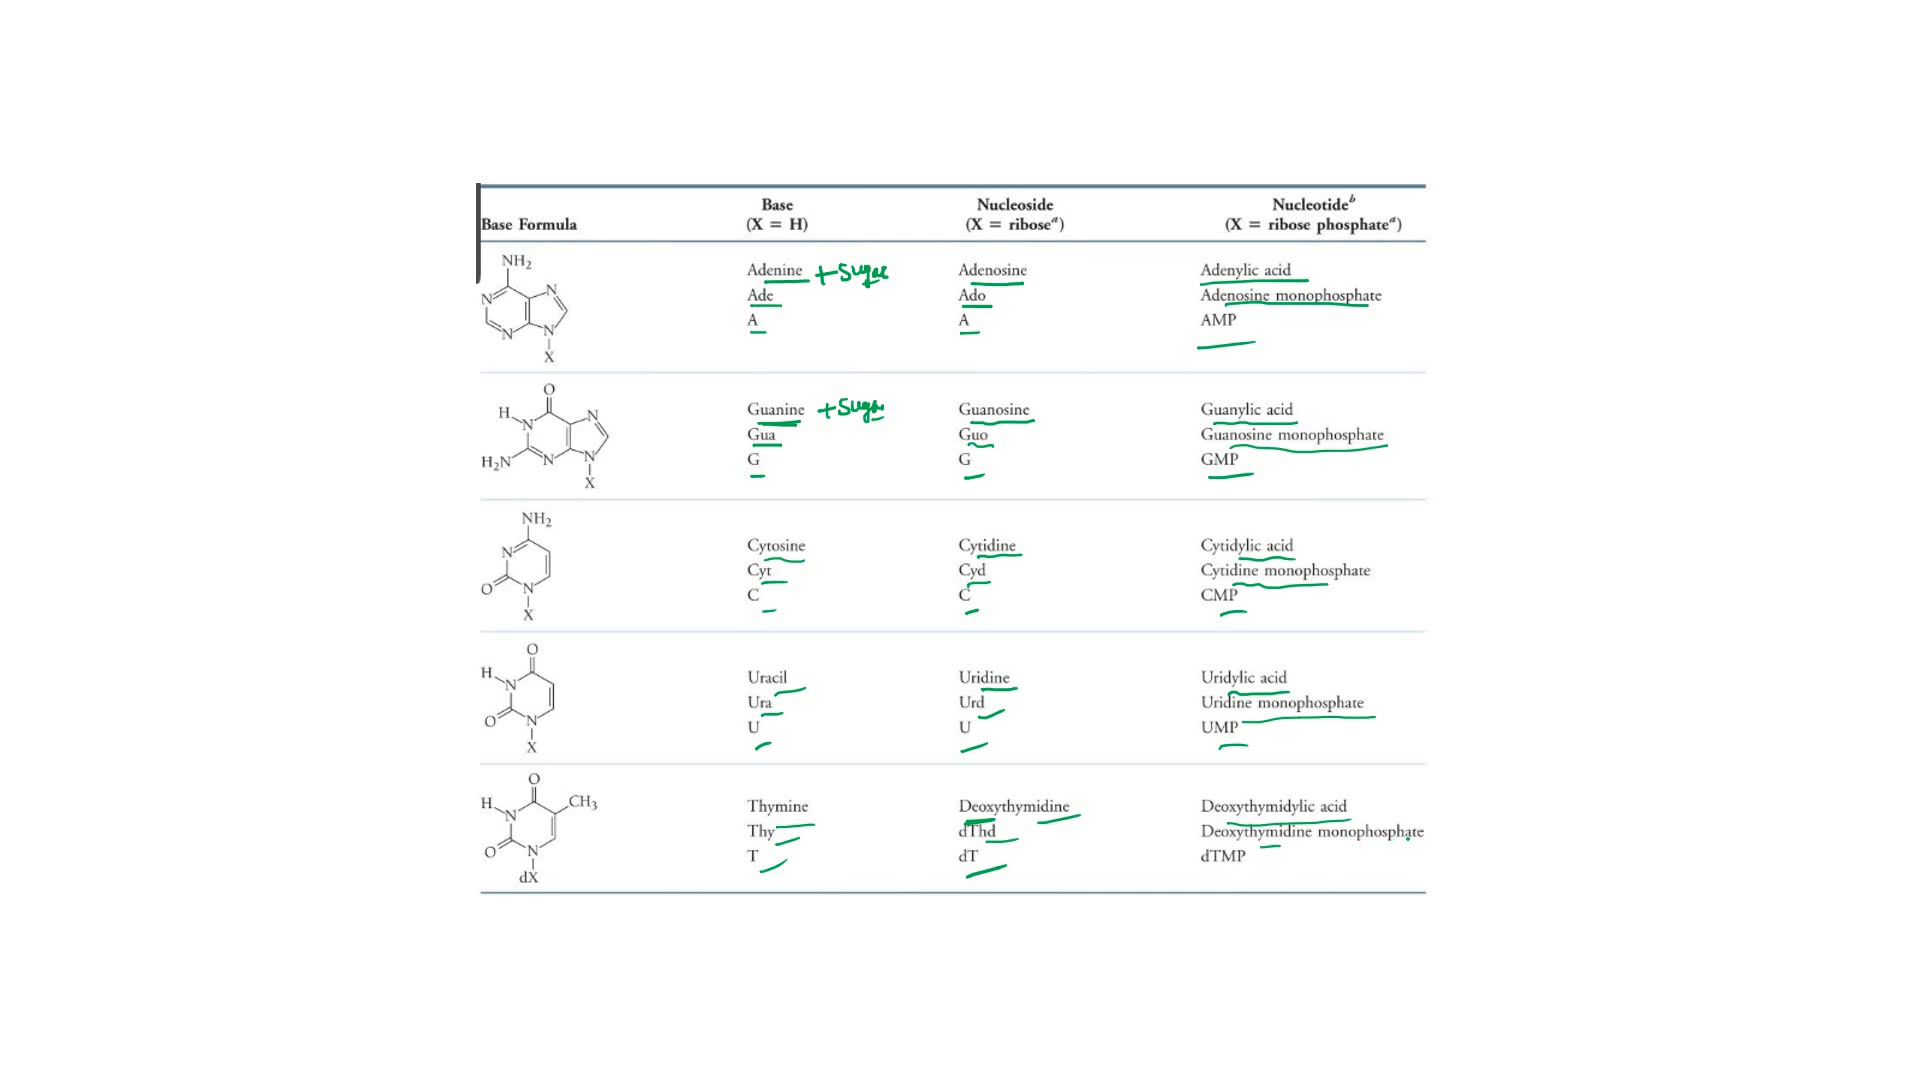 Base Formula
Base
(X = H)
Nucleoside
(X = riboseᵃ)
Nucleotideᵇ
(X = ribose phosphateᵃ)
NH₂
N
N
N
N
X
Adenine + Sugar
Ade
A
Adenosine
Ado
A
Adenylic acid
Adenosine monophosphate
AMP
O
H
N
N
H₂N
N
N
X
Guanine + Sugar
Gua
G
Guanosine
Guo
G
Guanylic acid
Guanosine monophosphate
GMP
NH₂
N
O
N
X
Cytosine
Cyt
C
Cytidine
Cyd
C
Cytidylic acid
Cytidine monophosphate
CMP
O
H
N
O
N
X
Uracil
Ura
U
Uridine
Urd
U
Uridylic acid
Uridine monophosphate
UMP
O
H
CH₃
N
O
N
dX
Thymine
Thy
T
Deoxythymidine
dThd
dT
Deoxythymidylic acid
Deoxythymidine monophosphate
dTMP